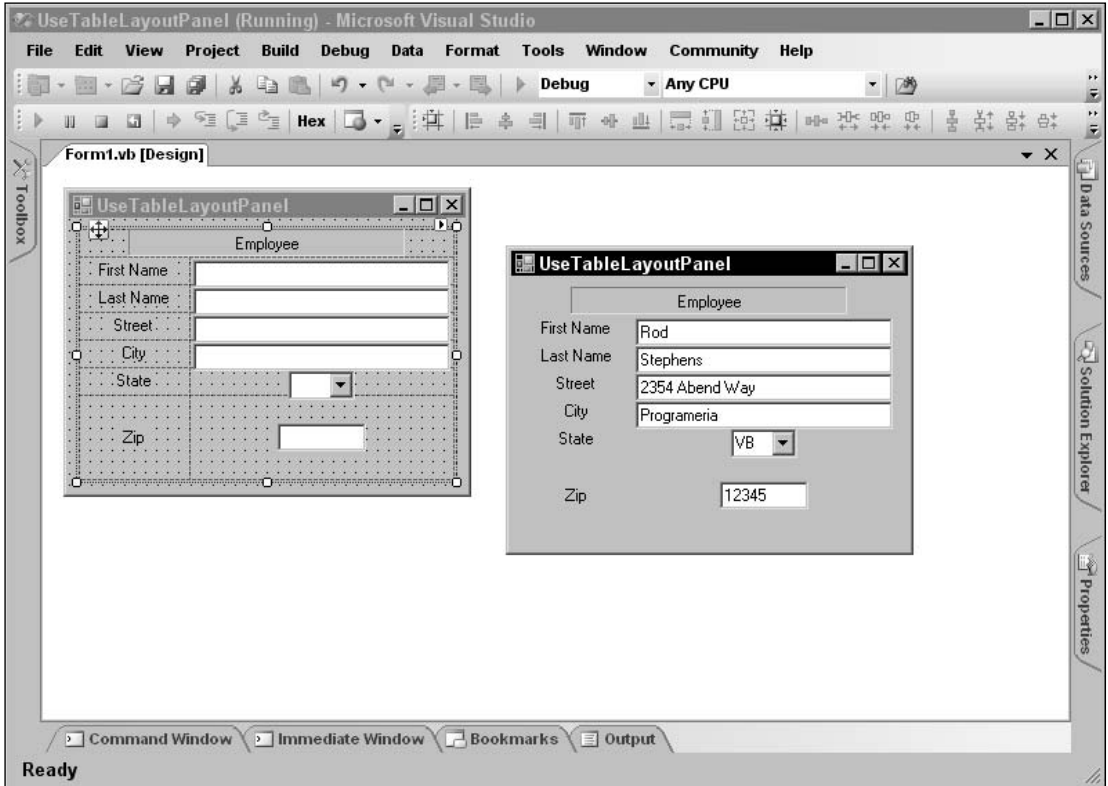 UseTableLayoutPanel (Running) - Microsoft Visual Studio
File Edit View Project Build Debug Data Format Tools Window Community Help
Debug Any CPU
Hex
Toolbox
Form1.vb [Design]
UseTableLayoutPanel
Employee
First Name
Last Name
Street
City
State
Zip
UseTableLayoutPanel
Employee
First Name Rod
Last Name Stephens
Street 2354 Abend Way
City Programeria
State VB
Zip 12345
Data Sources
Solution Explorer
Properties
Command Window Immediate Window Bookmarks Output
Ready